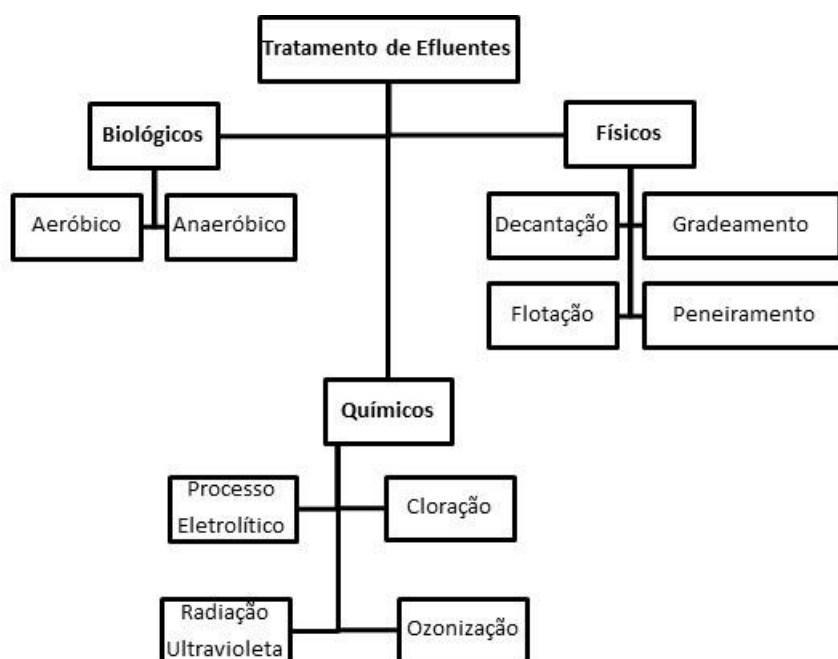 Tratamento de Efluentes
Biológicos
Físicos
Aeróbico
Anaeróbico
Decantação
Gradeamento
Flotação
Peneiramento
Químicos
Processo
Eletrolítico
Cloração
Radiação
Ultravioleta
Ozonização